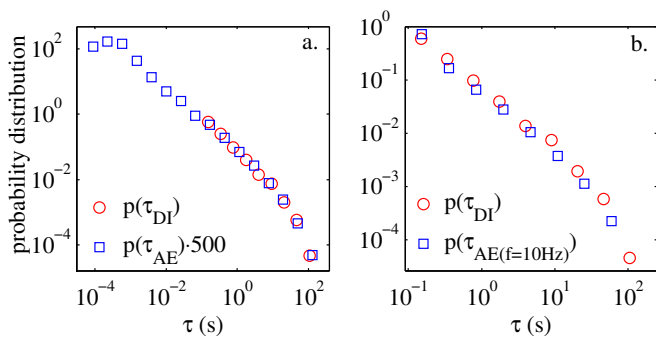 probability distribution
a.
10^2
10^0
10^-2
10^-4
p(τ_DI)
p(τ_AE)·500
10^-4 10^-2 10^0 10^2
τ (s)
b.
10^0
10^-1
10^-2
10^-3
10^-4
p(τ_DI)
p(τ_AE(f=10Hz))
10^-1 10^0 10^1 10^2
τ (s)